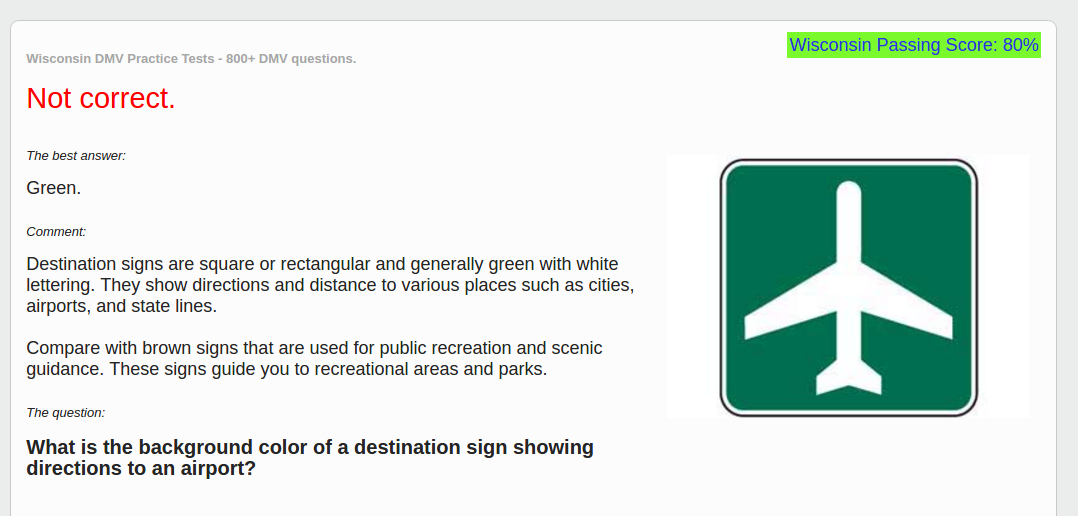 Wisconsin Passing Score: 80%
Wisconsin DMV Practice Tests - 800+ DMV questions.
Not correct.
The best answer:
Green.
Comment:
Destination signs are square or rectangular and generally green with white
lettering. They show directions and distance to various places such as cities,
airports, and state lines.
Compare with brown signs that are used for public recreation and scenic
guidance. These signs guide you to recreational areas and parks.
The question:
What is the background color of a destination sign showing
directions to an airport?